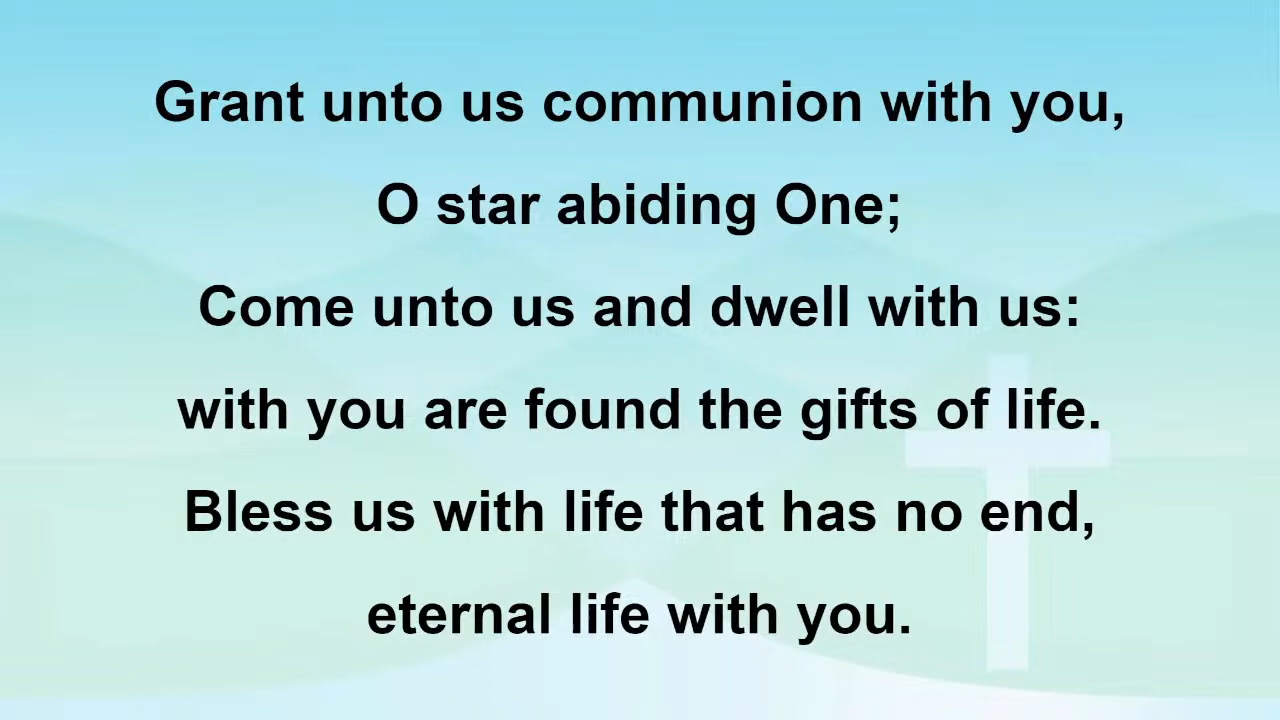 Grant unto us communion with you,
O star abiding One;
Come unto us and dwell with us:
with you are found the gifts of life.
Bless us with life that has no end,
eternal life with you.